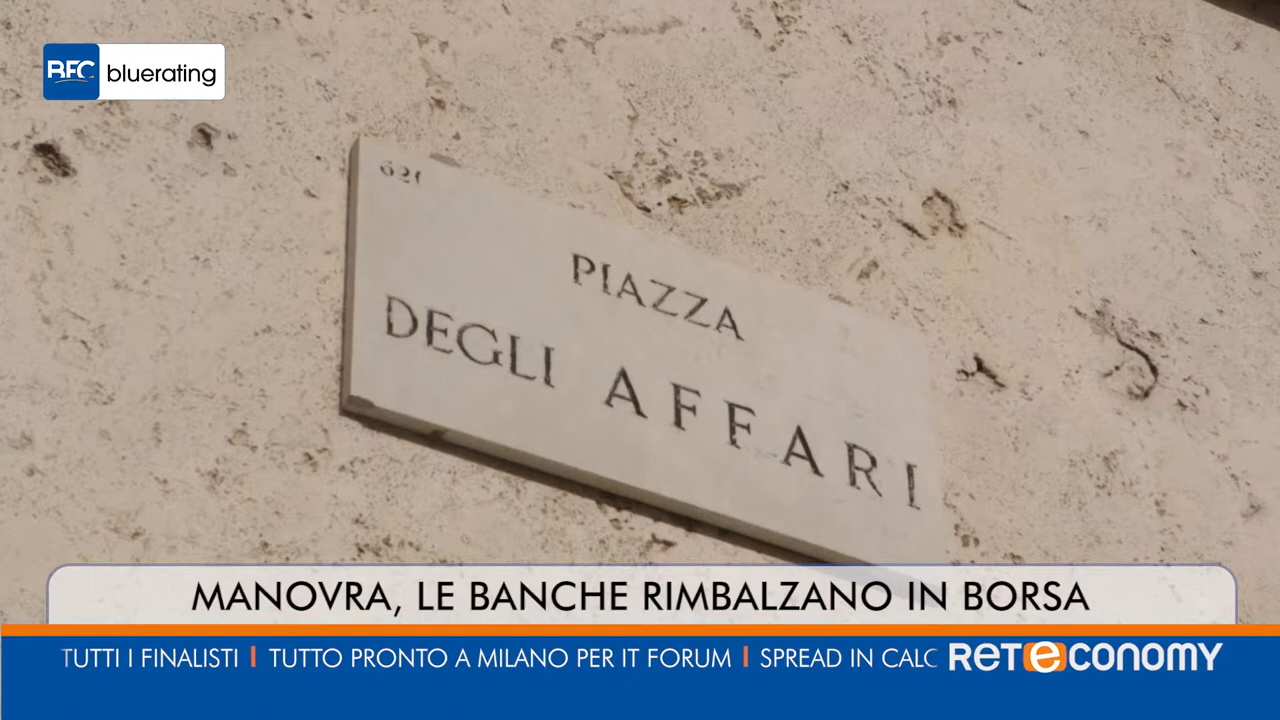 BFC bluerating
621
PIAZZA
DEGLI AFFARI
MANOVRA, LE BANCHE RIMBALZANO IN BORSA
TUTTI I FINALISTI | TUTTO PRONTO A MILANO PER IT FORUM | SPREAD IN CALC
RETeCONOMY